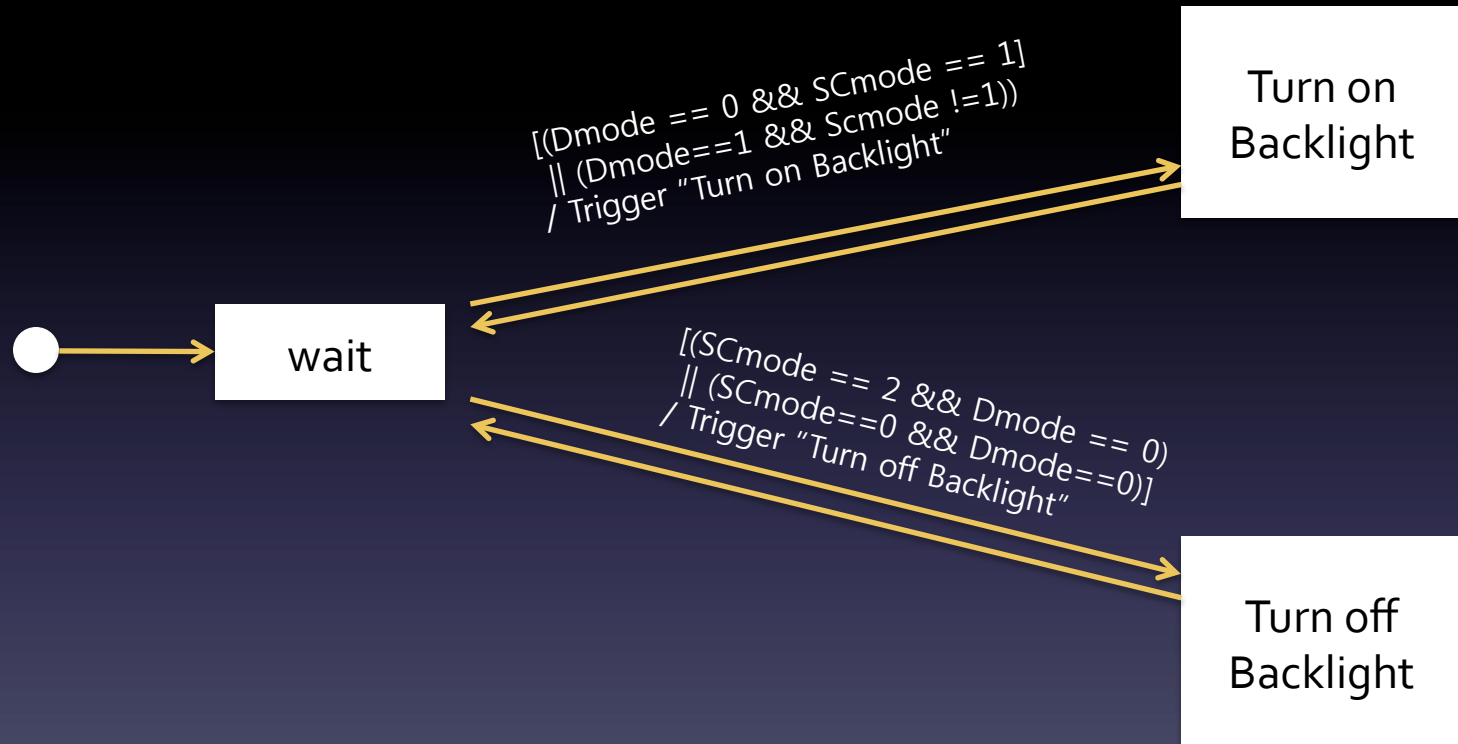 [(Dmode == 0 && SCmode == 1]
|| (Dmode==1 && Scmode !=1))
/ Trigger "Turn on Backlight"
Turn on
Backlight
wait
[(SCmode == 2 && Dmode == 0)
|| (SCmode==0 && Dmode==0)]
/ Trigger "Turn off Backlight"
Turn off
Backlight